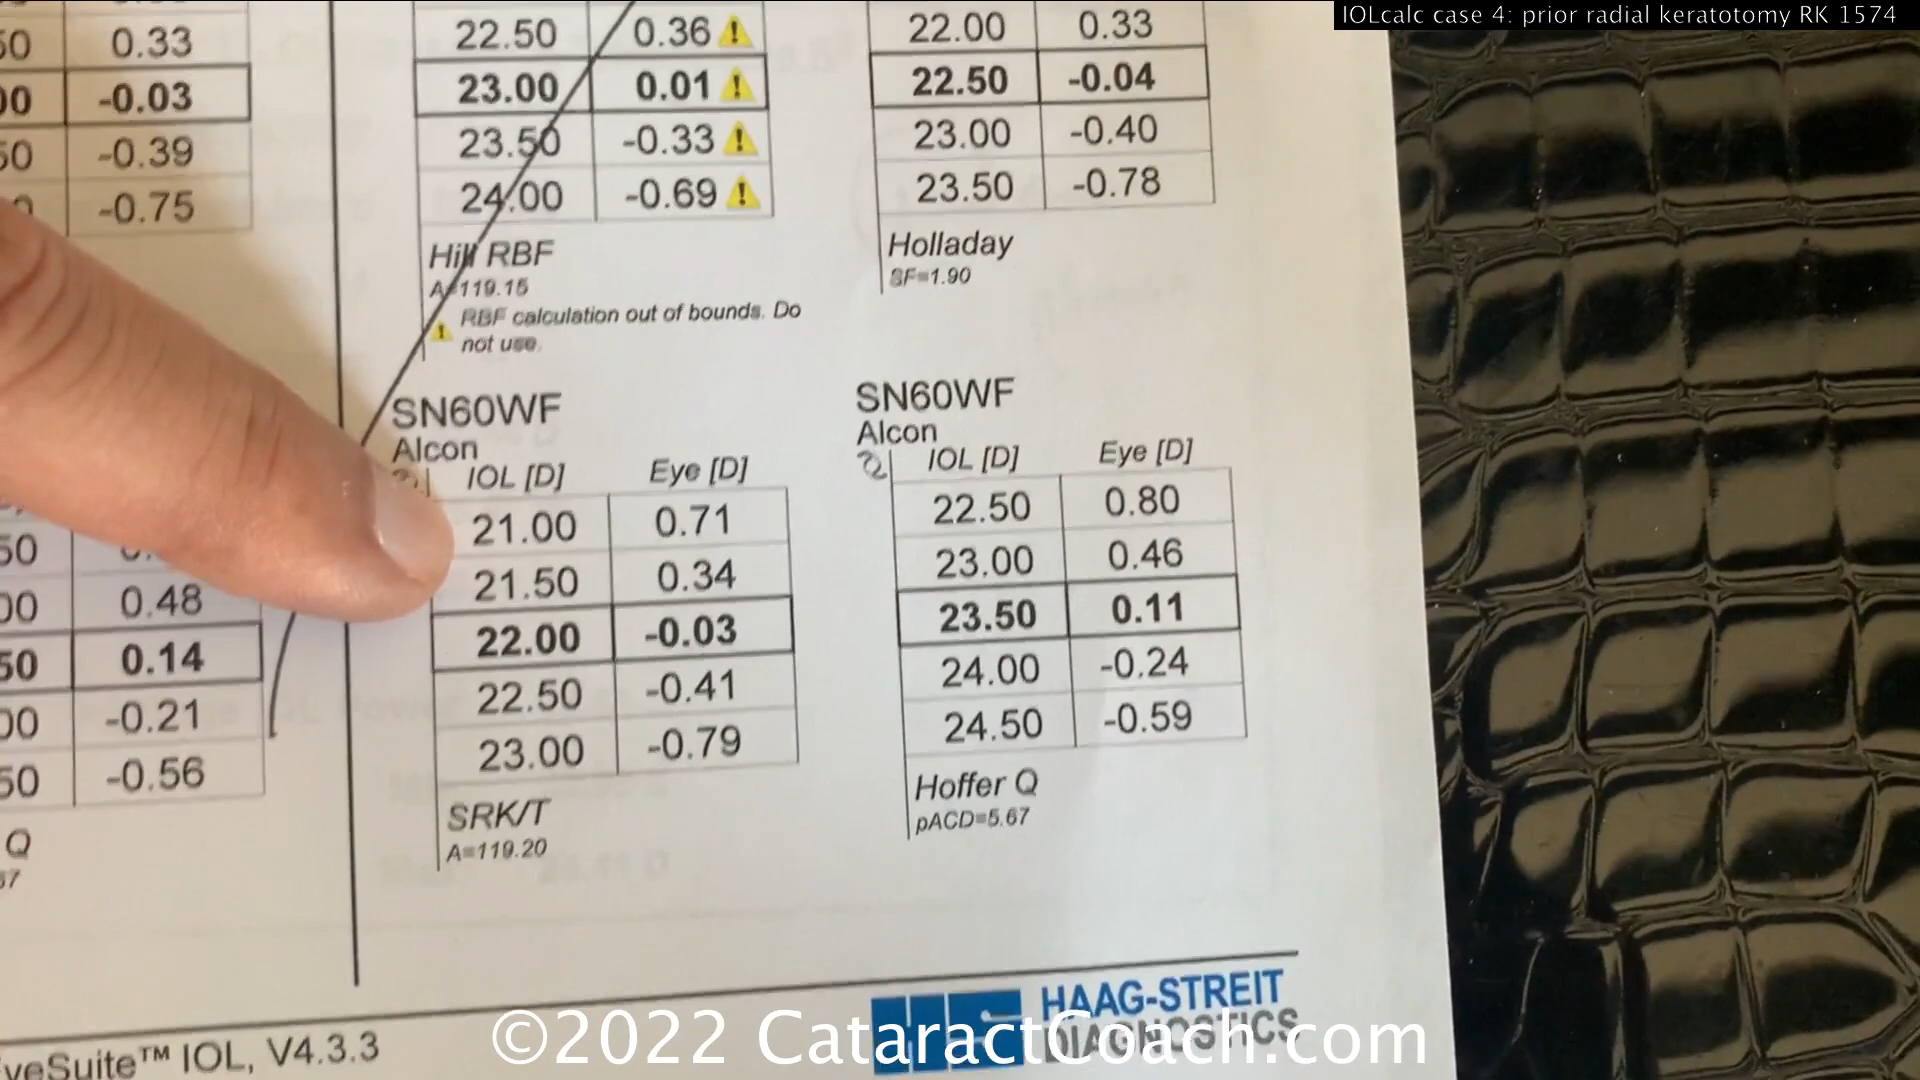 IOLcalc case 4: prior radial keratotomy RK 1574
0.33
-0.03
-0.39
-0.75
22.50 0.36
23.00 0.01
23.50 -0.33
24.00 -0.69
Hill RBF
A=119.15
RBF calculation out of bounds. Do
not use.
22.00 0.33
22.50 -0.04
23.00 -0.40
23.50 -0.78
Holladay
SF=1.90
0.48
0.14
-0.21
-0.56
Q
SN60WF
Alcon
IOL [D] Eye [D]
21.00 0.71
21.50 0.34
22.00 -0.03
22.50 -0.41
23.00 -0.79
SRK/T
A=119.20
SN60WF
Alcon
IOL [D] Eye [D]
22.50 0.80
23.00 0.46
23.50 0.11
24.00 -0.24
24.50 -0.59
Hoffer Q
pACD=5.67
eyeSuite™ IOL, V4.3.3
HS HAAG-STREIT
DIAGNOSTICS
©2022 CataractCoach.com